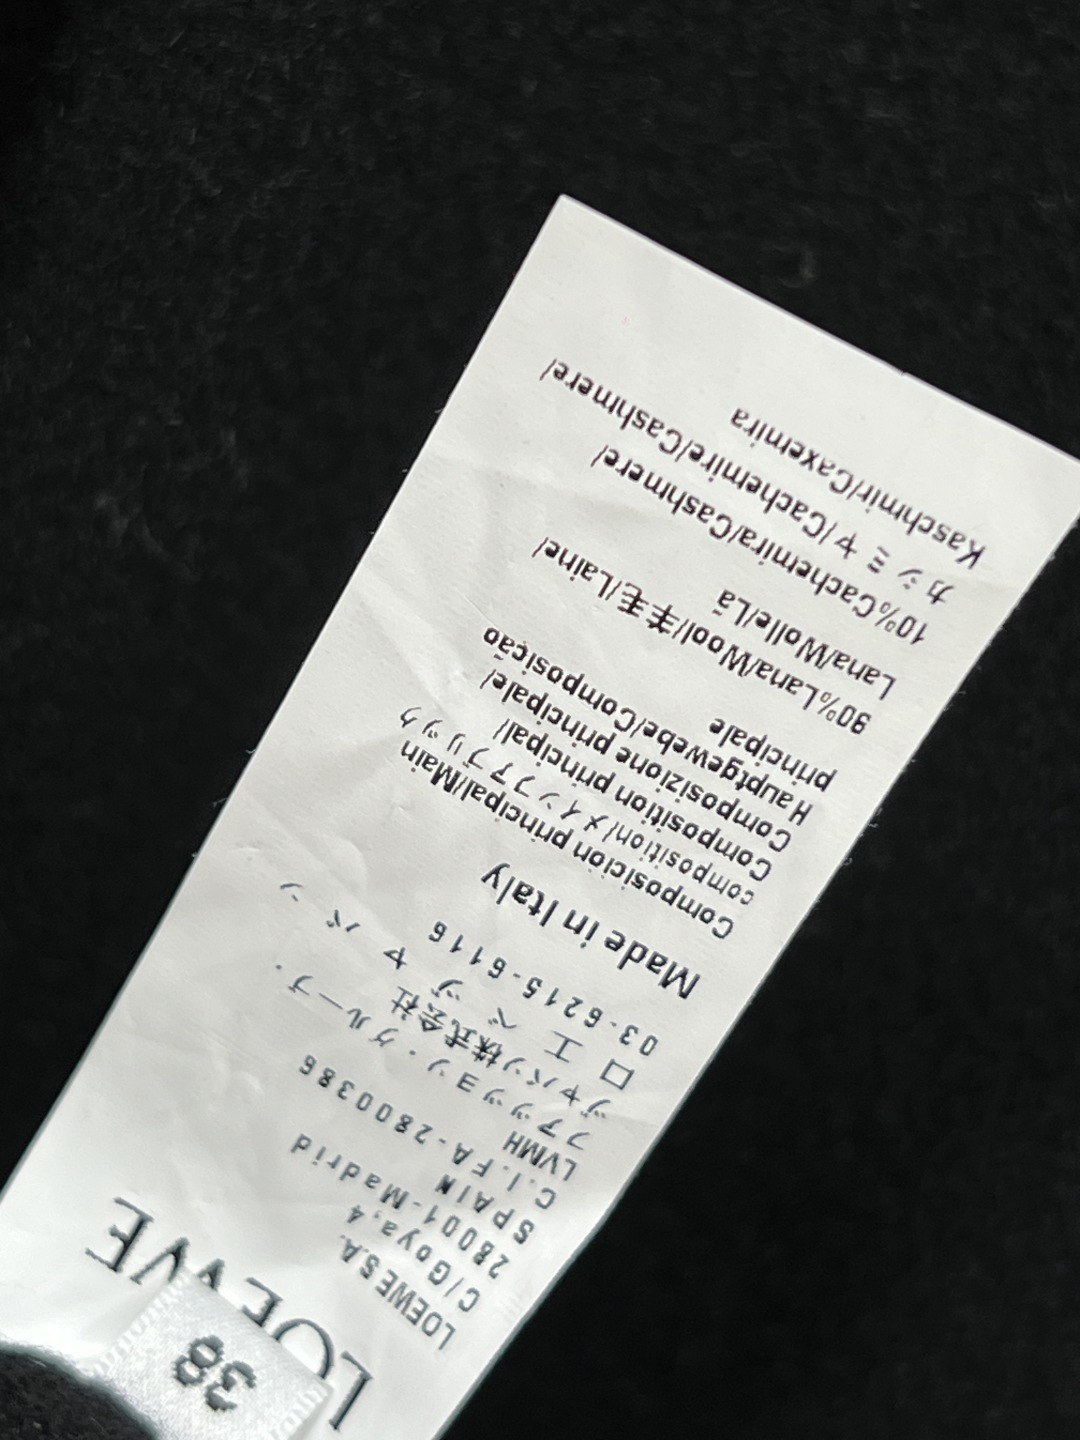 LOEWE
38
LOEWE S.A.
C/Goya,4
28001-Madrid
SPAIN
C.I.FA-2800386
LVMH
ファッション・グループ・
ジャパン株式会社
ロエベジャパン
03-6215-6116
Made in Italy
Composición principal/Main
composition/メインファブリック
Composition principal/
Composizione principale/
Hauptgewebe/Composição
principale
90%Lana/Wool/羊毛/Laine/
Lana/Wolle/Lã
10%Cachemira/Cashmere/
カシミヤ/Cachemire/Cashmere/
Kaschmir/Caxemira